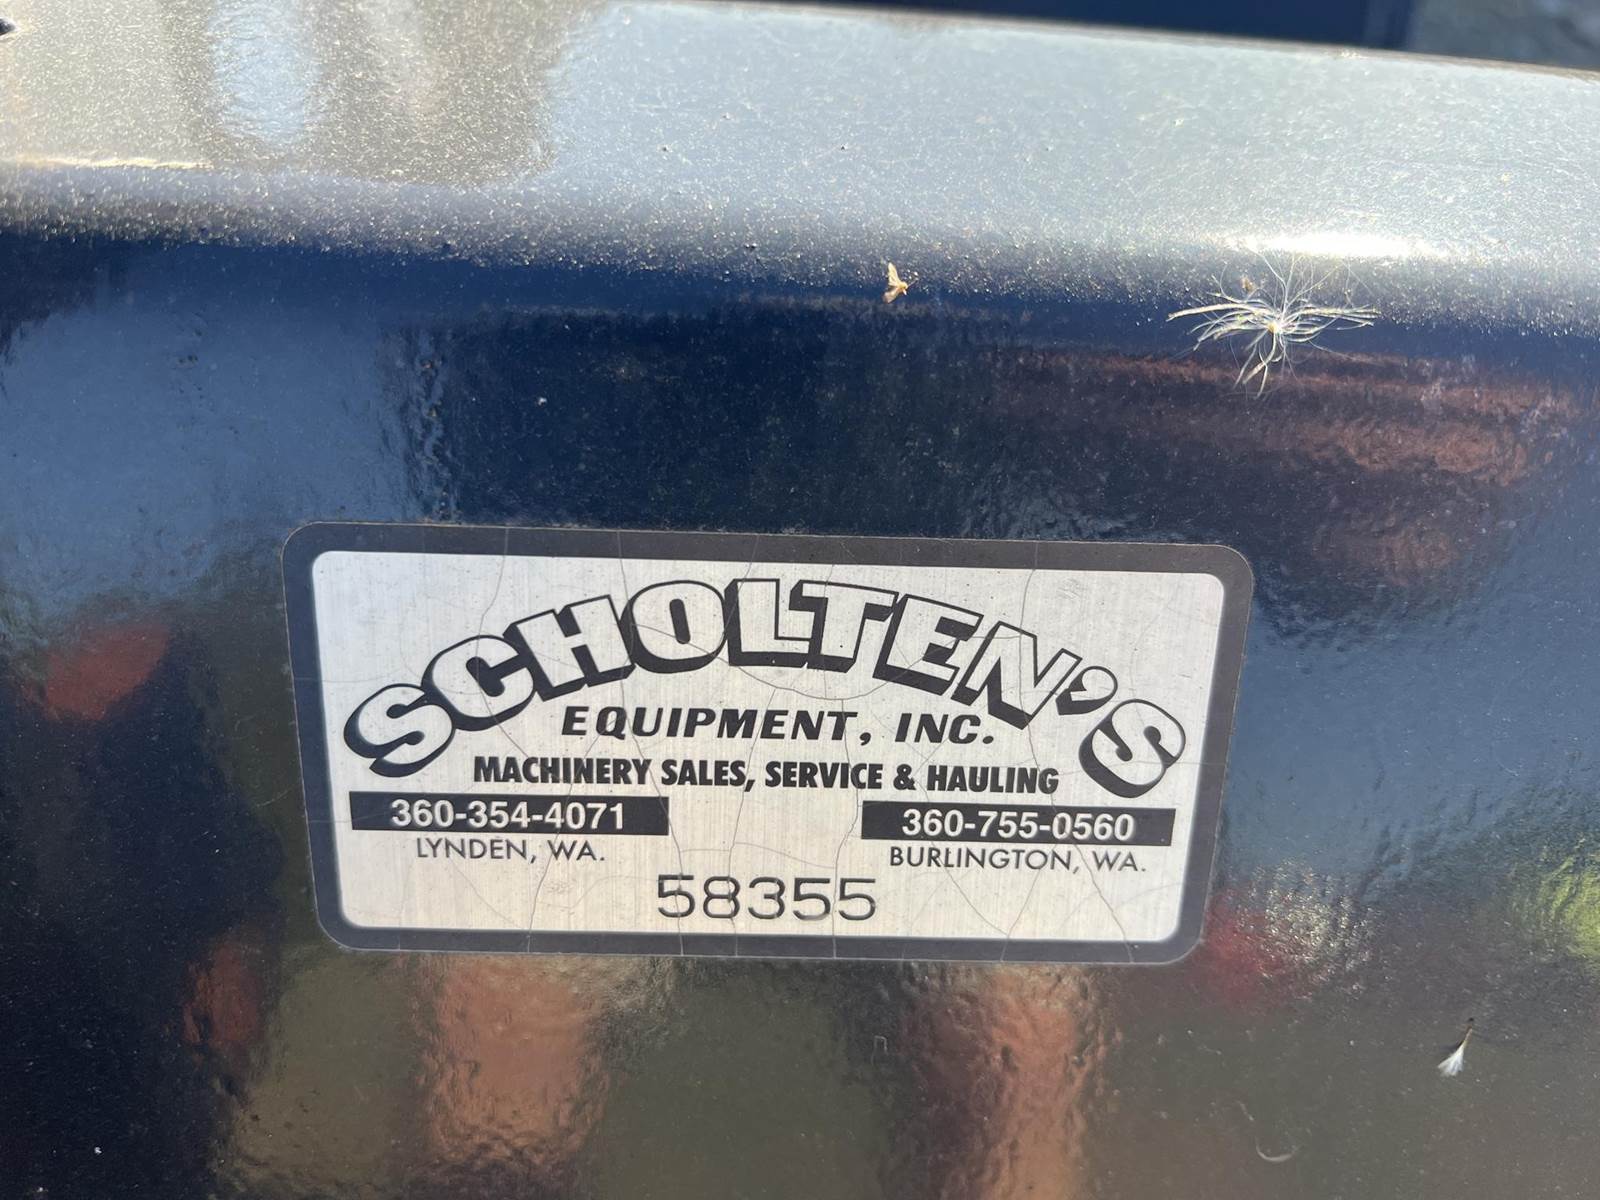 SCHOLTEN'S
EQUIPMENT, INC.
MACHINERY SALES, SERVICE & HAULING
360-354-4071 360-755-0560
LYNDEN, WA. BURLINGTON, WA.
58355